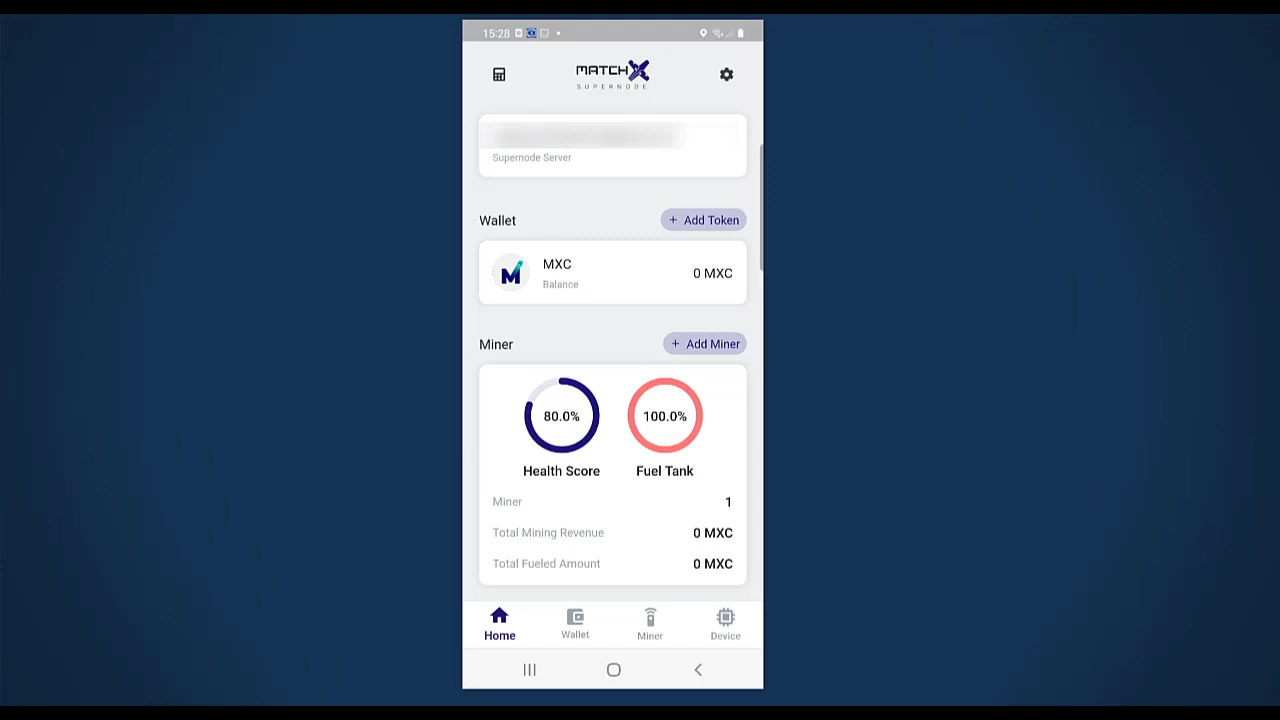 15:28
MATCHX
SUPERNODE
Supernode Server
Wallet
+ Add Token
MXC
0 MXC
Balance
Miner
+ Add Miner
80.0%
100.0%
Health Score
Fuel Tank
Miner
1
Total Mining Revenue
0 MXC
Total Fueled Amount
0 MXC
Home
Wallet
Miner
Device